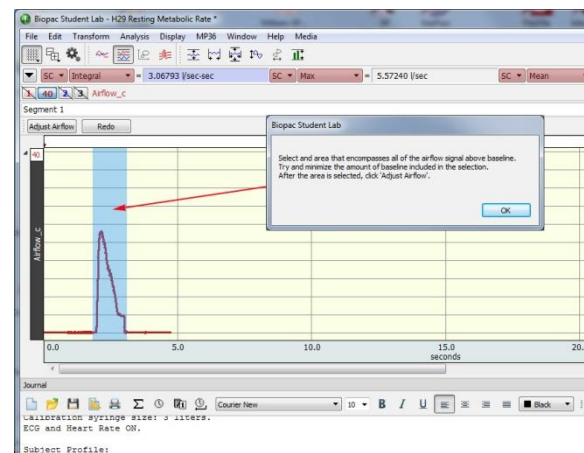 Biopac Student Lab - H29 Resting Metabolic Rate *
File Edit Transform Analysis Display MP36 Window Help Media
SC Integral = 3.06793 l/sec-sec SC Max = 5.57240 l/sec SC Mean
1 40 2 3 Airflow_c
Segment 1
Adjust Airflow Redo
Biopac Student Lab
Select and area that encompasses all of the airflow signal above baseline.
Try and minimize the amount of baseline included in the selection.
After the area is selected, click 'Adjust Airflow'.
OK
40
Airflow_c
0.0 5.0 10.0 15.0 20.
seconds
Journal
Courier New 10 B I U Black
Calibration syringe size: 3 liters.
ECG and Heart Rate ON.
Subject Profile: